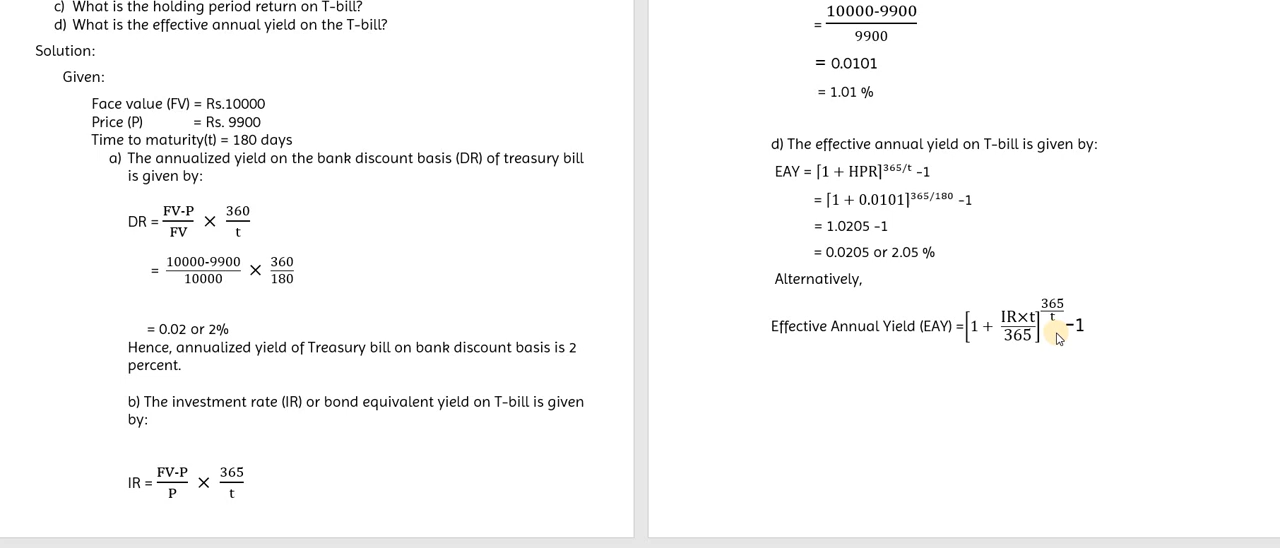 c) What is the holding period return on T-bill?
d) What is the effective annual yield on the T-bill?
Solution:
Given:
Face value (FV) = Rs.10000
Price (P) = Rs. 9900
Time to maturity(t) = 180 days
a) The annualized yield on the bank discount basis (DR) of treasury bill
is given by:
DR = FV-P/FV × 360/t
= 10000-9900/10000 × 360/180
= 0.02 or 2%
Hence, annualized yield of Treasury bill on bank discount basis is 2
percent.
b) The investment rate (IR) or bond equivalent yield on T-bill is given
by:
IR = FV-P/P × 365/t
= 10000-9900/9900
= 0.0101
= 1.01 %
d) The effective annual yield on T-bill is given by:
EAY = [1 + HPR]^365/t -1
= [1 + 0.0101]^365/180 -1
= 1.0205 -1
= 0.0205 or 2.05 %
Alternatively,
Effective Annual Yield (EAY) =[1 + IR×t/365]^365/t -1